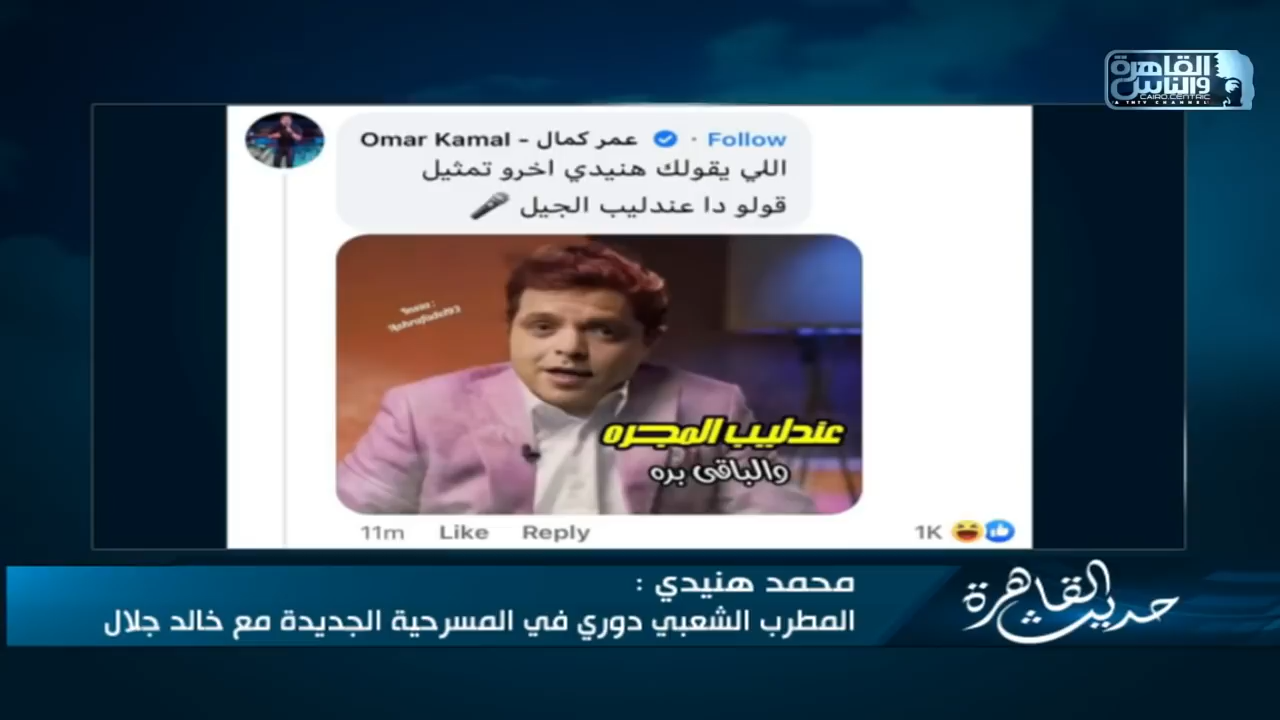 القاهرة
والناس
CAIRO.CENTRIC
A TNTV CHANNEL
Omar Kamal - عمر كمال · Follow
اللي يقولك هنيدي اخرو تمثيل
قولو دا عندليب الجيل 🎤
عندليب المجره
والباقى بره
11m Like Reply 1K
محمد هنيدي :
المطرب الشعبي دوري في المسرحية الجديدة مع خالد جلال
حديث القاهرة